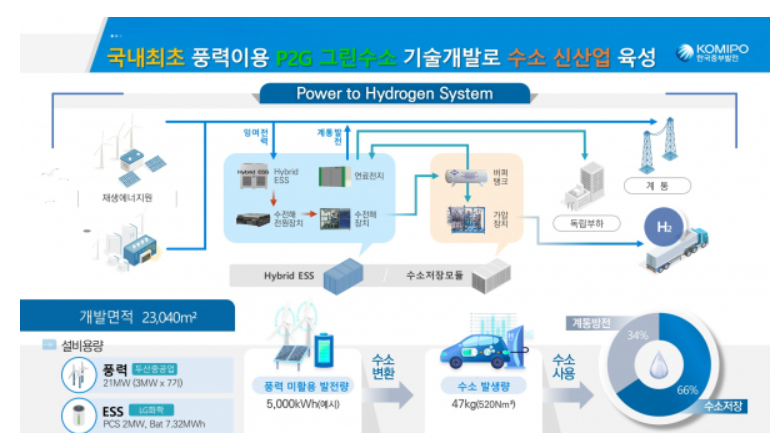 국내최초 풍력이용 P2G 그린수소 기술개발로 수소 신산업 육성
KOMIPO
한국중부발전
Power to Hydrogen System
잉여전
력
계통발
전
Hybrid ESS
Hybrid
ESS
연료전지
버퍼
탱크
재생에너지원
계 통
수전해
전원장치
수전해
장치
가압
장치
독립부하
H₂
Hybrid ESS
수소저장모듈
개발면적 23,040m²
설비용량
풍력 두산중공업
21MW (3MW x 7기)
ESS LG화학
PCS 2MW, Bat 7.32MWh
풍력 미활용 발전량
5,000kWh(예시)
수소
변환
수소 발생량
47kg(520Nm³)
수소
사용
계통방전
34%
66%
수소저장